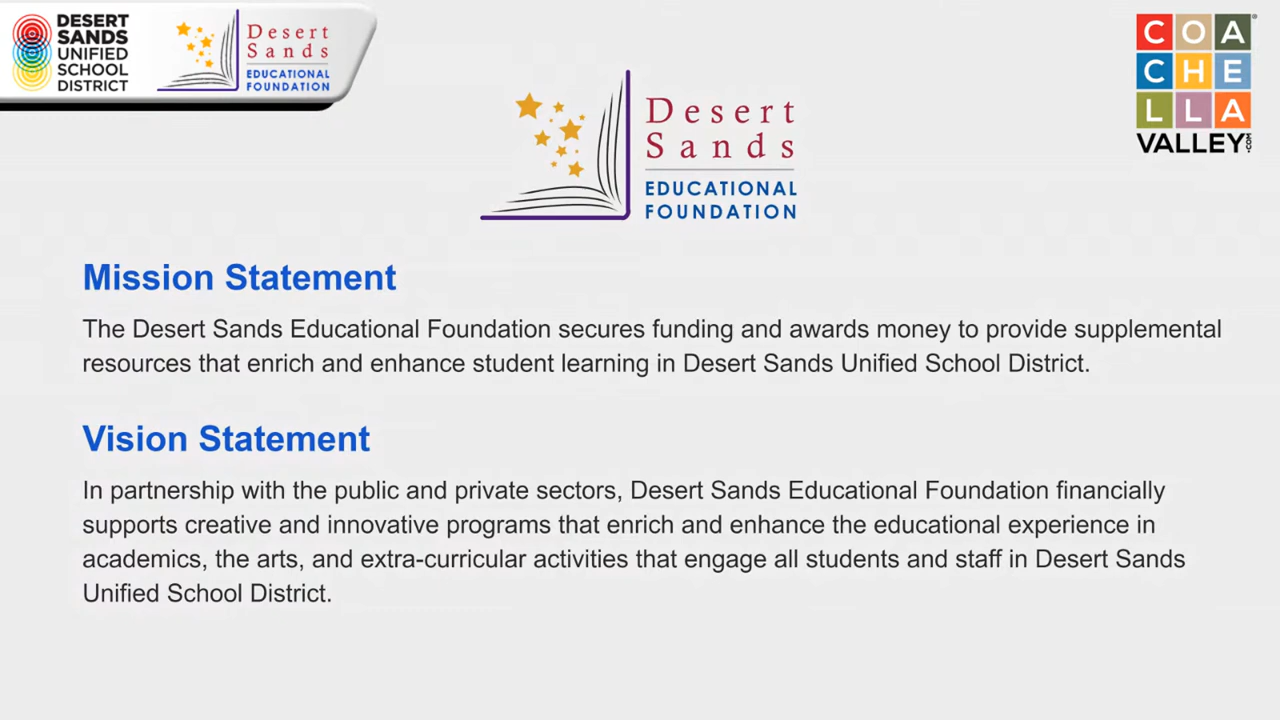 DESERT
SANDS
UNIFIED
SCHOOL
DISTRICT
Desert
Sands
EDUCATIONAL
FOUNDATION
COA
CHE
LLA
VALLEY.COM
Desert
Sands
EDUCATIONAL
FOUNDATION
Mission Statement
The Desert Sands Educational Foundation secures funding and awards money to provide supplemental
resources that enrich and enhance student learning in Desert Sands Unified School District.
Vision Statement
In partnership with the public and private sectors, Desert Sands Educational Foundation financially
supports creative and innovative programs that enrich and enhance the educational experience in
academics, the arts, and extra-curricular activities that engage all students and staff in Desert Sands
Unified School District.